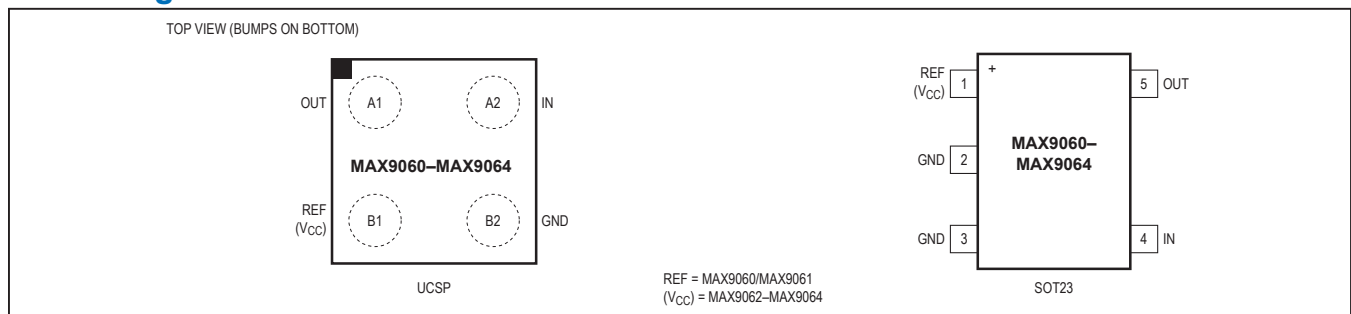 TOP VIEW (BUMPS ON BOTTOM)
OUT A1 A2 IN
MAX9060–MAX9064
REF
(VCC) B1 B2 GND
UCSP
REF
(VCC) 1 + 5 OUT
GND 2
MAX9060–
MAX9064
GND 3 4 IN
SOT23
REF = MAX9060/MAX9061
(VCC) = MAX9062–MAX9064